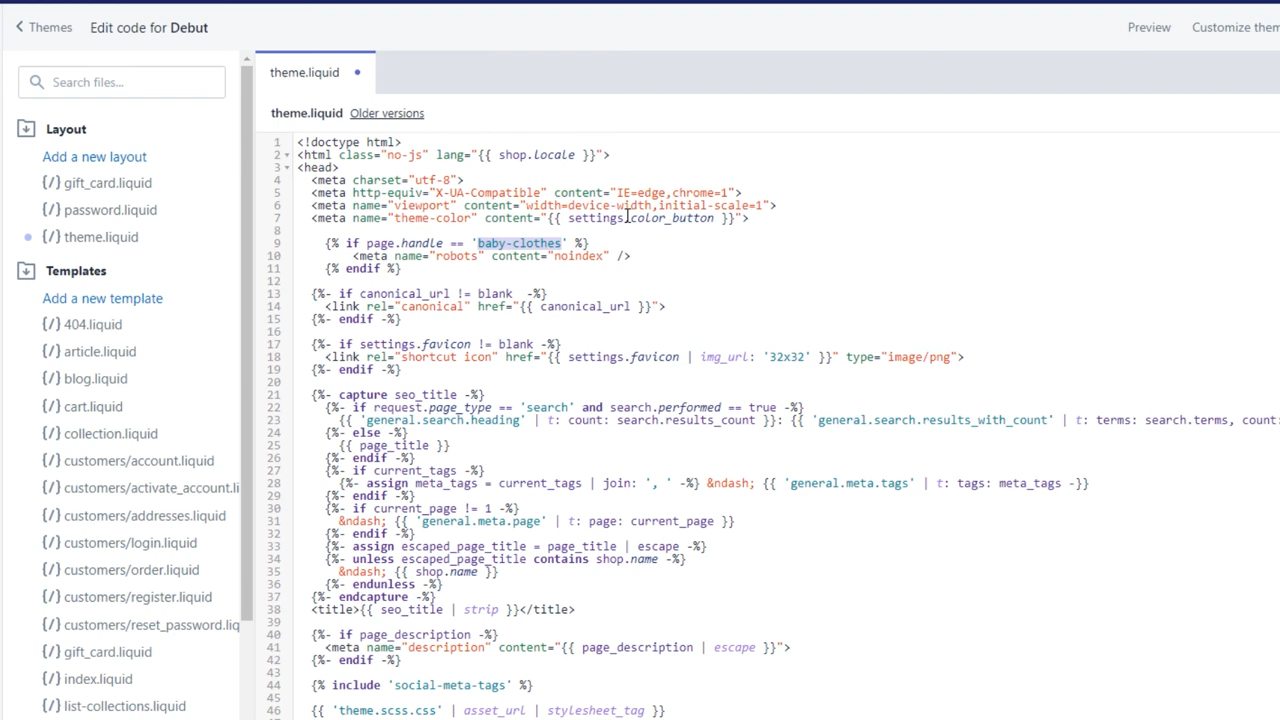 Themes
Edit code for Debut
Preview
Customize them
Search files...
Layout
Add a new layout
{/} gift_card.liquid
{/} password.liquid
{/} theme.liquid
Templates
Add a new template
{/} 404.liquid
{/} article.liquid
{/} blog.liquid
{/} cart.liquid
{/} collection.liquid
{/} customers/account.liquid
{/} customers/activate_account.li
{/} customers/addresses.liquid
{/} customers/login.liquid
{/} customers/order.liquid
{/} customers/register.liquid
{/} customers/reset_password.liq
{/} gift_card.liquid
{/} index.liquid
{/} list-collections.liquid
theme.liquid
theme.liquid Older versions
1 <!doctype html>
2 <html class="no-js" lang="{{ shop.locale }}">
3 <head>
4 <meta charset="utf-8">
5 <meta http-equiv="X-UA-Compatible" content="IE=edge,chrome=1">
6 <meta name="viewport" content="width=device-width,initial-scale=1">
7 <meta name="theme-color" content="{{ settings.color_button }}">
8
9 {% if page.handle == 'baby-clothes' %}
10 <meta name="robots" content="noindex" />
11 {% endif %}
12
13 {%- if canonical_url != blank -%}
14 <link rel="canonical" href="{{ canonical_url }}">
15 {%- endif -%}
16
17 {%- if settings.favicon != blank -%}
18 <link rel="shortcut icon" href="{{ settings.favicon | img_url: '32x32' }}" type="image/png">
19 {%- endif -%}
20
21 {%- capture seo_title -%}
22 {%- if request.page_type == 'search' and search.performed == true -%}
23 {{ 'general.search.heading' | t: count: search.results_count }}: {{ 'general.search.results_with_count' | t: terms: search.terms, count:
24 {%- else -%}
25 {{ page_title }}
26 {%- endif -%}
27 {%- if current_tags -%}
28 {%- assign meta_tags = current_tags | join: ', ' -%} &ndash; {{ 'general.meta.tags' | t: tags: meta_tags -}}
29 {%- endif -%}
30 {%- if current_page != 1 -%}
31 &ndash; {{ 'general.meta.page' | t: page: current_page }}
32 {%- endif -%}
33 {%- assign escaped_page_title = page_title | escape -%}
34 {%- unless escaped_page_title contains shop.name -%}
35 &ndash; {{ shop.name }}
36 {%- endunless -%}
37 {%- endcapture -%}
38 <title>{{ seo_title | strip }}</title>
39
40 {%- if page_description -%}
41 <meta name="description" content="{{ page_description | escape }}">
42 {%- endif -%}
43
44 {% include 'social-meta-tags' %}
45
46 {{ 'theme.scss.css' | asset_url | stylesheet_tag }}